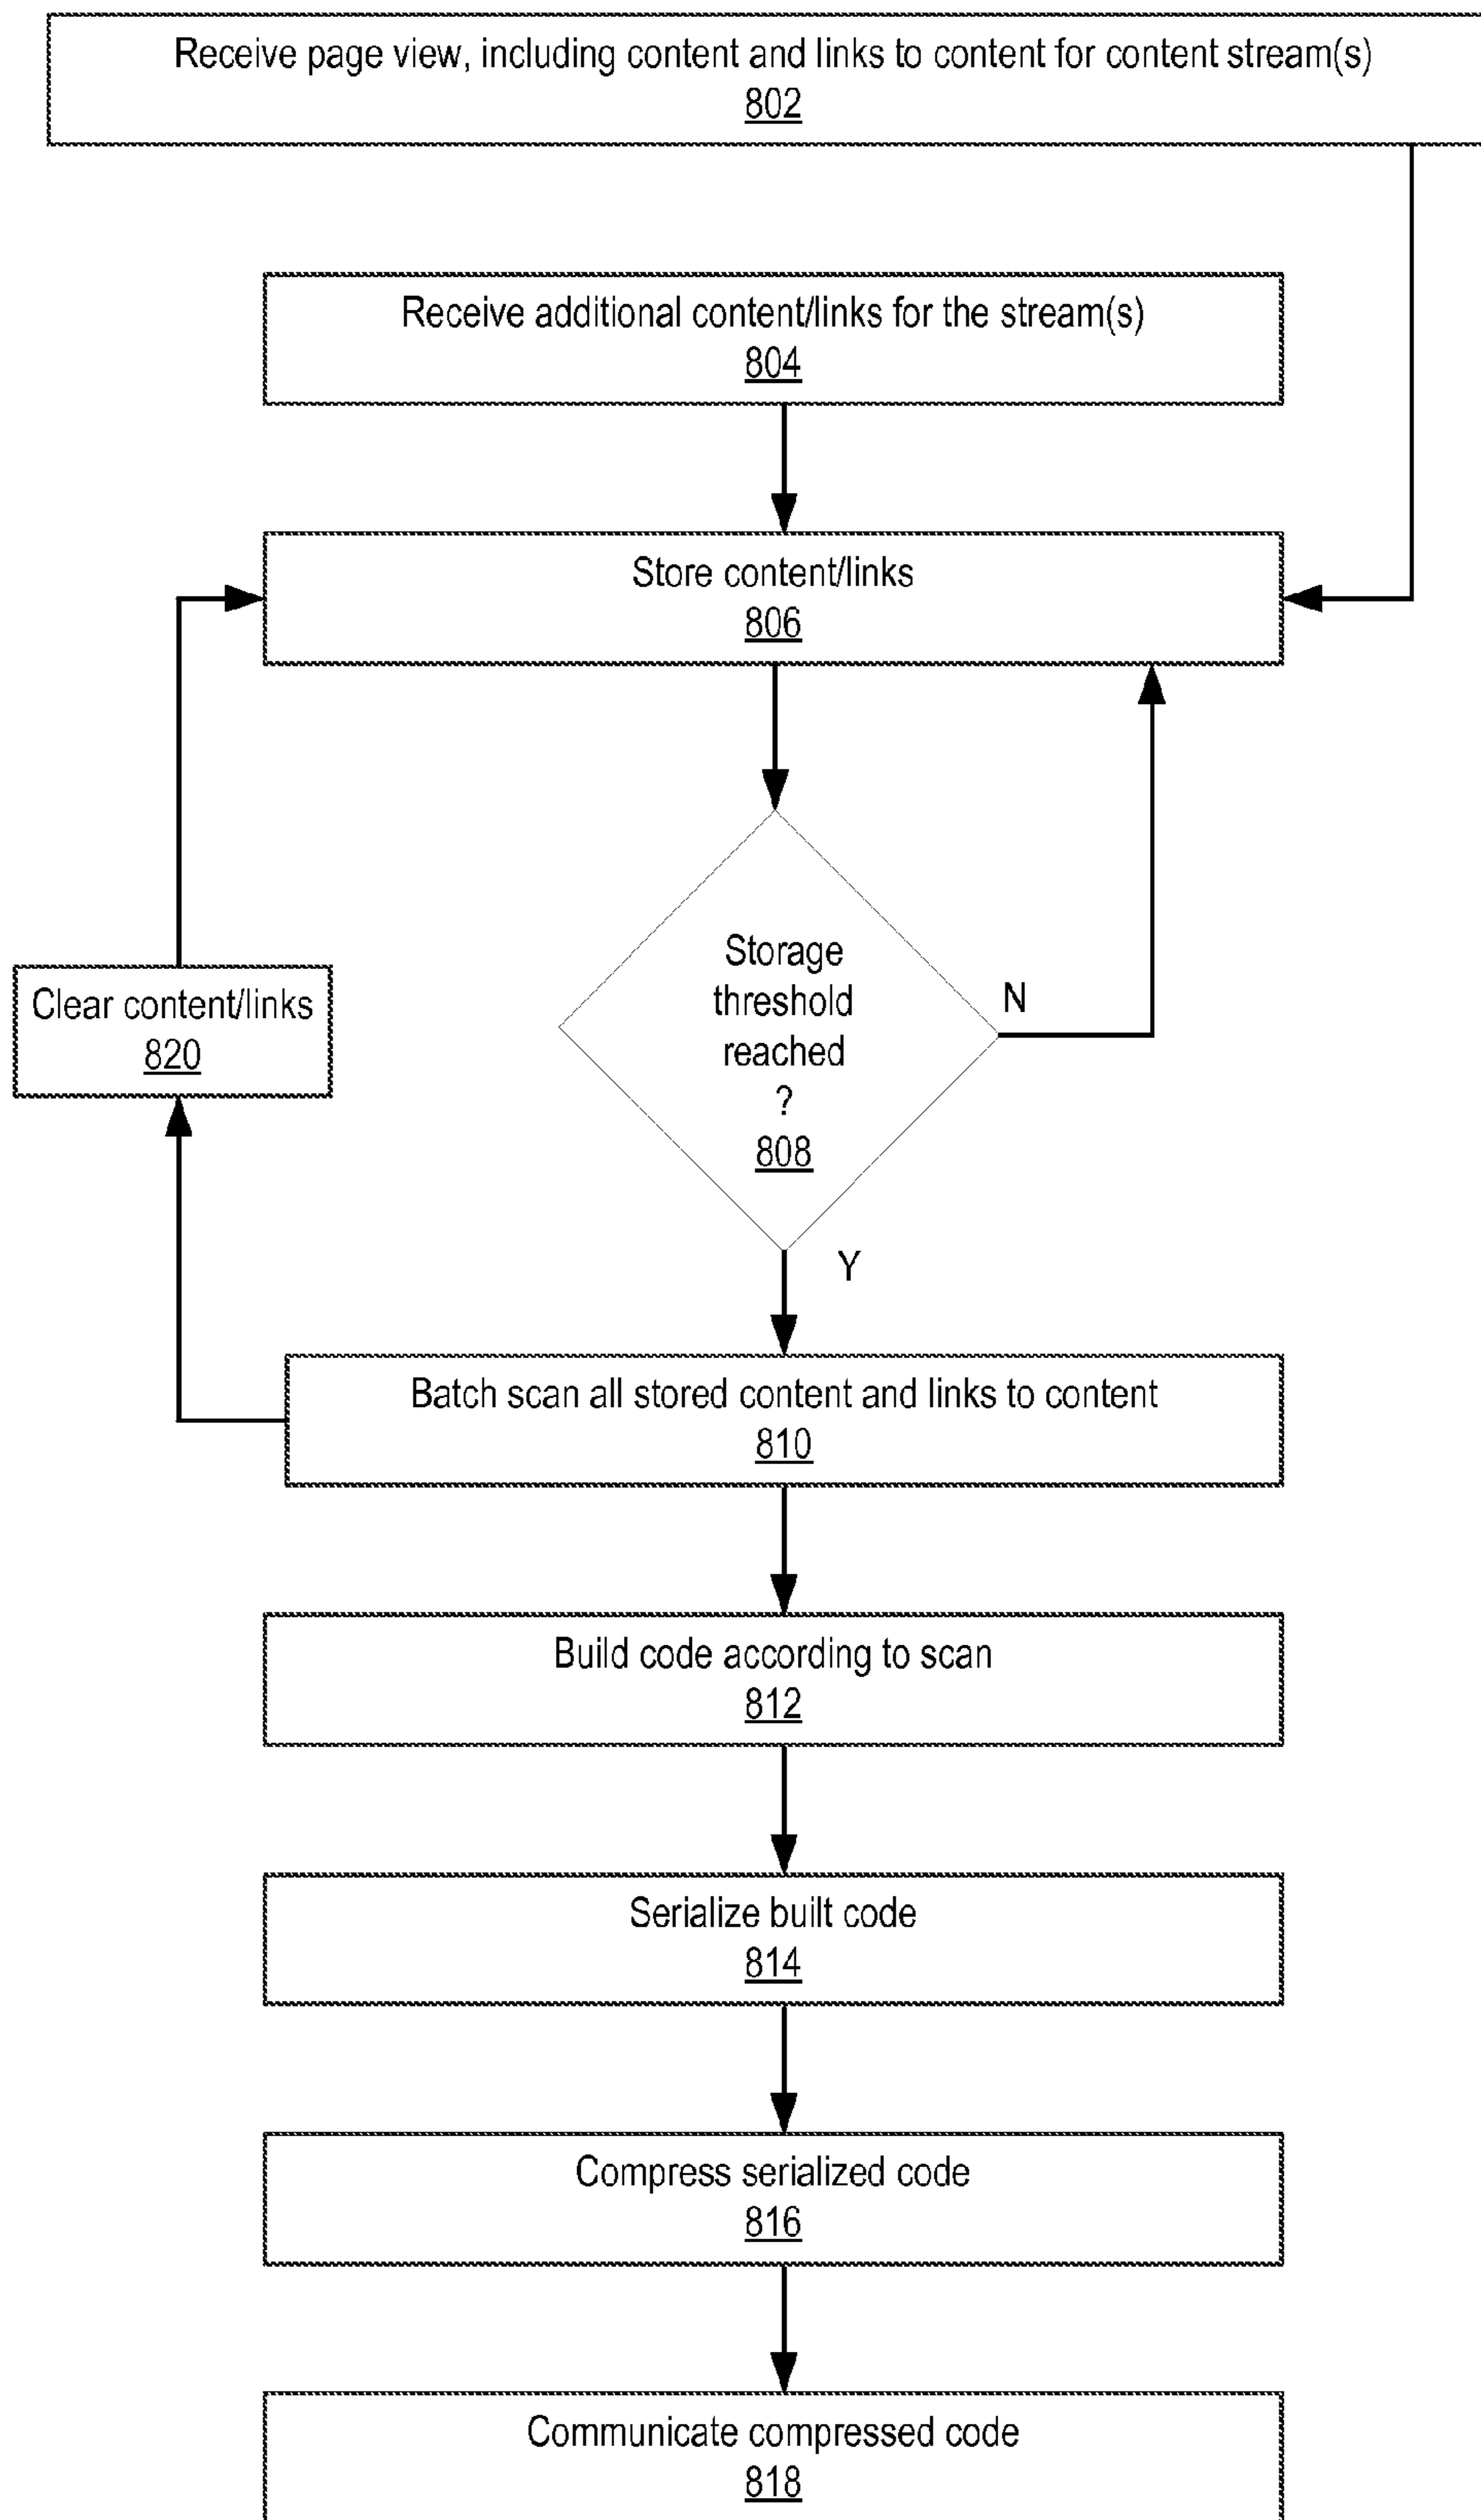 Receive page view, including content and links to content for content stream(s)
802
Receive additional content/links for the stream(s)
804
Store content/links
806
Storage
threshold
reached
?
808
N
Clear content/links
820
Y
Batch scan all stored content and links to content
810
Build code according to scan
812
Serialize built code
814
Compress serialized code
816
Communicate compressed code
818